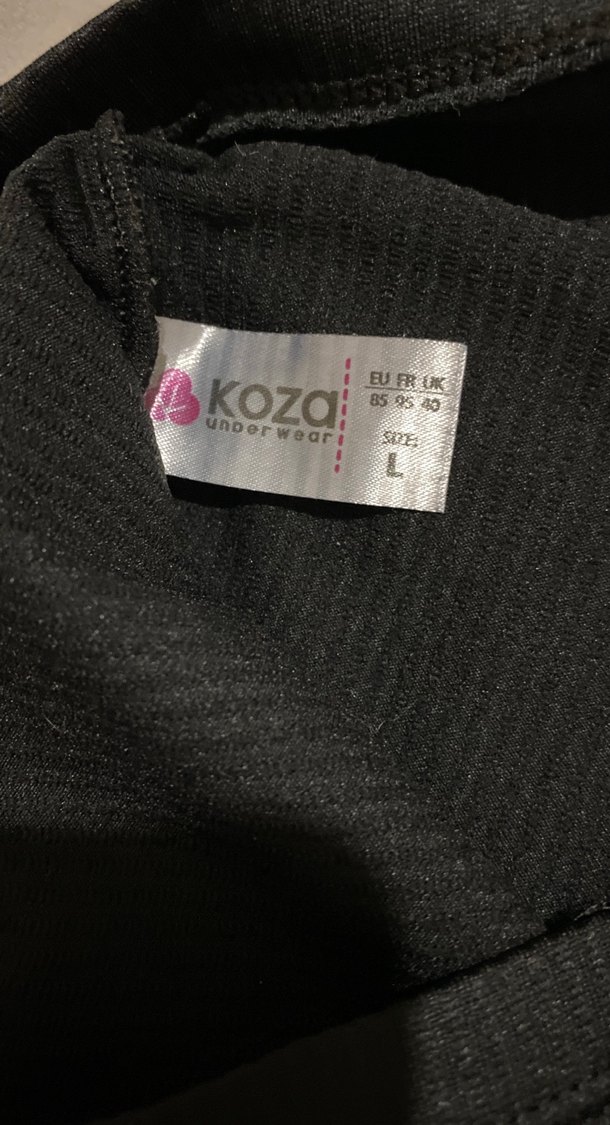 koza
underwear
EU FR UK
85 95 40
SIZE:
L